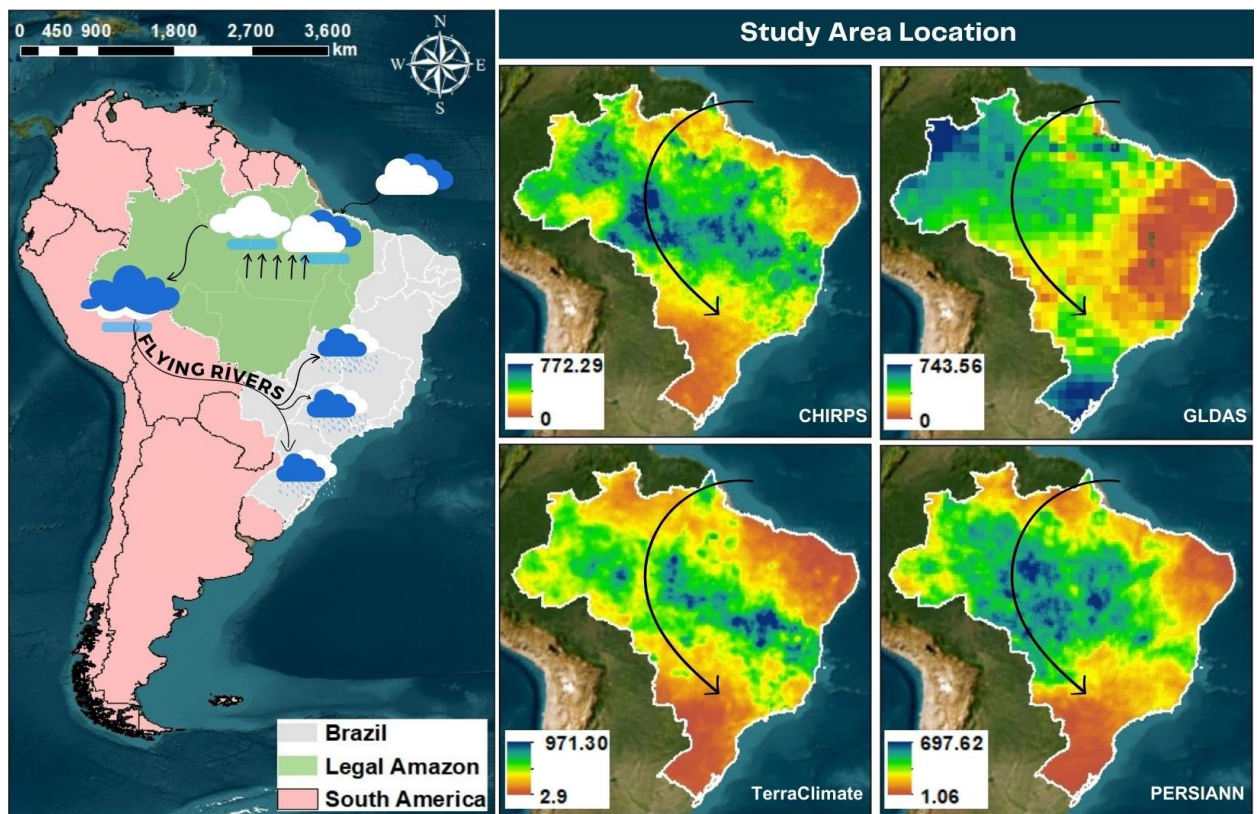 0 450 900 1,800 2,700 3,600
km
N
W E
S
FLYING RIVERS
Brazil
Legal Amazon
South America
Study Area Location
772.29
0
CHIRPS
743.56
0
GLDAS
971.30
2.9
TerraClimate
697.62
1.06
PERSIANN